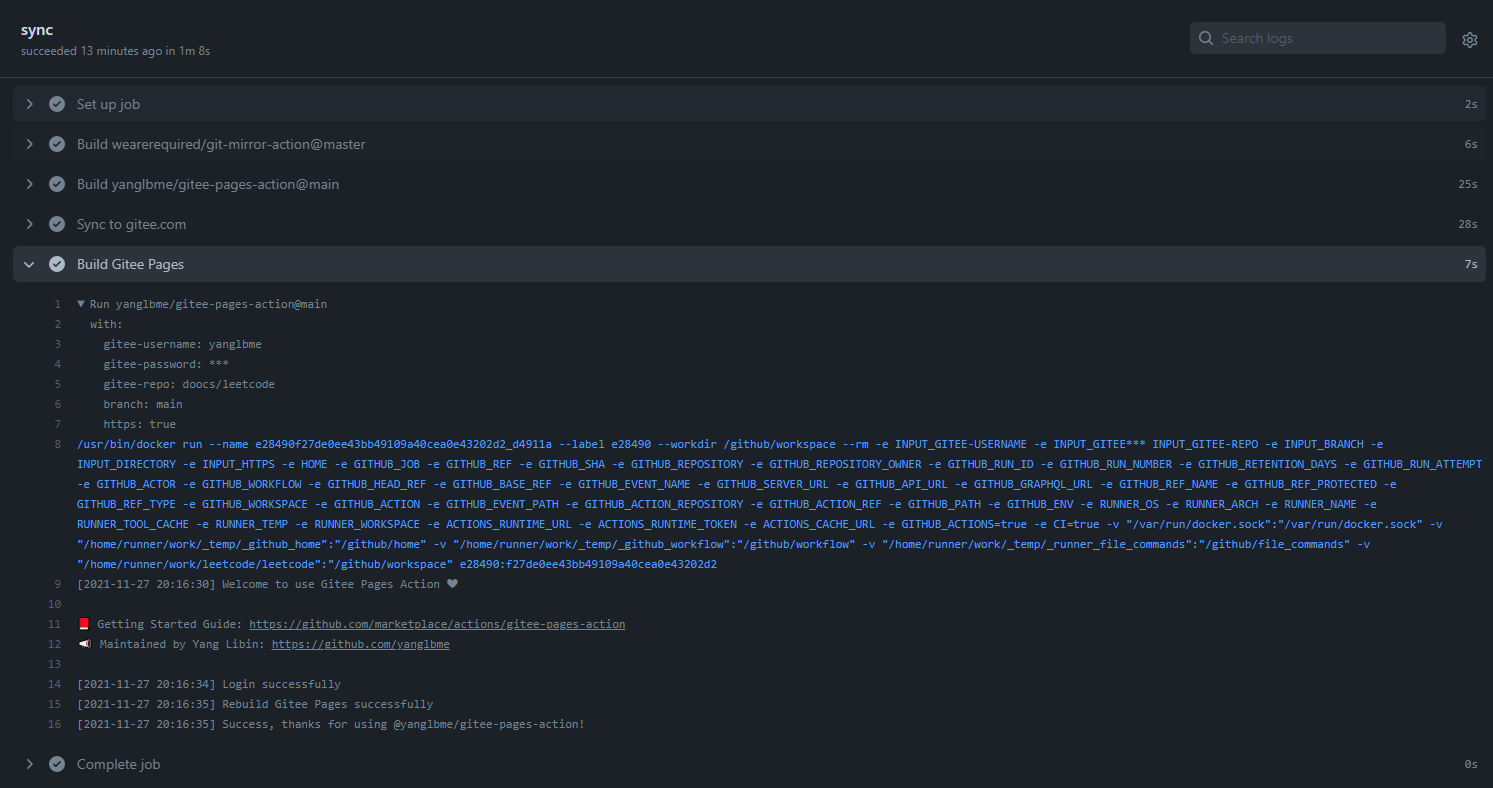 sync
succeeded 13 minutes ago in 1m 8s
Search logs
Set up job 2s
Build wearerequired/git-mirror-action@master 6s
Build yanglbme/gitee-pages-action@main 25s
Sync to gitee.com 28s
Build Gitee Pages 7s
1 ▼ Run yanglbme/gitee-pages-action@main
2 with:
3 gitee-username: yanglbme
4 gitee-password: ***
5 gitee-repo: doocs/leetcode
6 branch: main
7 https: true
8 /usr/bin/docker run --name e28490f27de0ee43bb49109a40cea0e43202d2_d4911a --label e28490 --workdir /github/workspace --rm -e INPUT_GITEE-USERNAME -e INPUT_GITEE*** INPUT_GITEE-REPO -e INPUT_BRANCH -e
INPUT_DIRECTORY -e INPUT_HTTPS -e HOME -e GITHUB_JOB -e GITHUB_REF -e GITHUB_SHA -e GITHUB_REPOSITORY -e GITHUB_REPOSITORY_OWNER -e GITHUB_RUN_ID -e GITHUB_RUN_NUMBER -e GITHUB_RETENTION_DAYS -e GITHUB_RUN_ATTEMPT
-e GITHUB_ACTOR -e GITHUB_WORKFLOW -e GITHUB_HEAD_REF -e GITHUB_BASE_REF -e GITHUB_EVENT_NAME -e GITHUB_SERVER_URL -e GITHUB_API_URL -e GITHUB_GRAPHQL_URL -e GITHUB_REF_NAME -e GITHUB_REF_PROTECTED -e
GITHUB_REF_TYPE -e GITHUB_WORKSPACE -e GITHUB_ACTION -e GITHUB_EVENT_PATH -e GITHUB_ACTION_REPOSITORY -e GITHUB_ACTION_REF -e GITHUB_PATH -e GITHUB_ENV -e RUNNER_OS -e RUNNER_ARCH -e RUNNER_NAME -e
RUNNER_TOOL_CACHE -e RUNNER_TEMP -e RUNNER_WORKSPACE -e ACTIONS_RUNTIME_URL -e ACTIONS_RUNTIME_TOKEN -e ACTIONS_CACHE_URL -e GITHUB_ACTIONS=true -e CI=true -v "/var/run/docker.sock":"/var/run/docker.sock" -v
"/home/runner/work/_temp/_github_home":"/github/home" -v "/home/runner/work/_temp/_github_workflow":"/github/workflow" -v "/home/runner/work/_temp/_runner_file_commands":"/github/file_commands" -v
"/home/runner/work/leetcode/leetcode":"/github/workspace" e28490:f27de0ee43bb49109a40cea0e43202d2
9 [2021-11-27 20:16:30] Welcome to use Gitee Pages Action ❤
10
11 📕 Getting Started Guide: https://github.com/marketplace/actions/gitee-pages-action
12 📣 Maintained by Yang Libin: https://github.com/yanglbme
13
14 [2021-11-27 20:16:34] Login successfully
15 [2021-11-27 20:16:35] Rebuild Gitee Pages successfully
16 [2021-11-27 20:16:35] Success, thanks for using @yanglbme/gitee-pages-action!
Complete job 0s